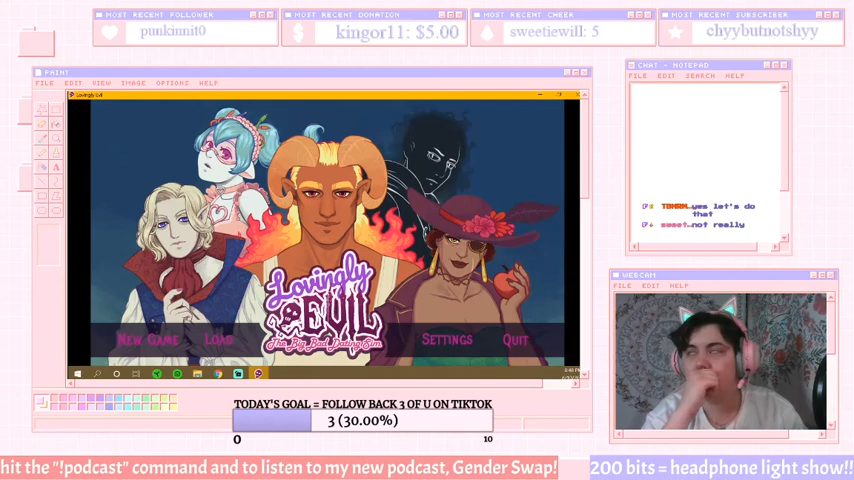 MOST RECENT FOLLOWER
punkinnit0
MOST RECENT DONATION
kingor11: $5.00
MOST RECENT CHEER
sweetiewill: 5
MOST RECENT SUBSCRIBER
chyybutnotshyy
PAINT
FILE EDIT VIEW IMAGE OPTIONS HELP
Lovingly Evil
Lovingly
EVIL
The Big Bad Dating Sim
NEW GAME LOAD SETTINGS QUIT
CHAT - NOTEPAD
FILE EDIT SEARCH HELP
yes let's do
that
sweet…not really
WEBCAM
FILE EDIT HELP
TODAY'S GOAL = FOLLOW BACK 3 OF U ON TIKTOK
3 (30.00%)
0 10
hit the "!podcast" command and to listen to my new podcast, Gender Swap!
200 bits = headphone light show!!